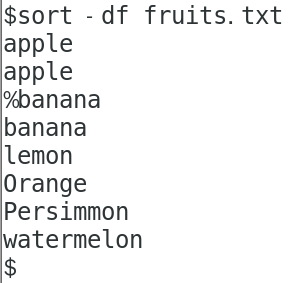 $sort -df fruits.txt
apple
apple
%banana
banana
lemon
Orange
Persimmon
watermelon
$